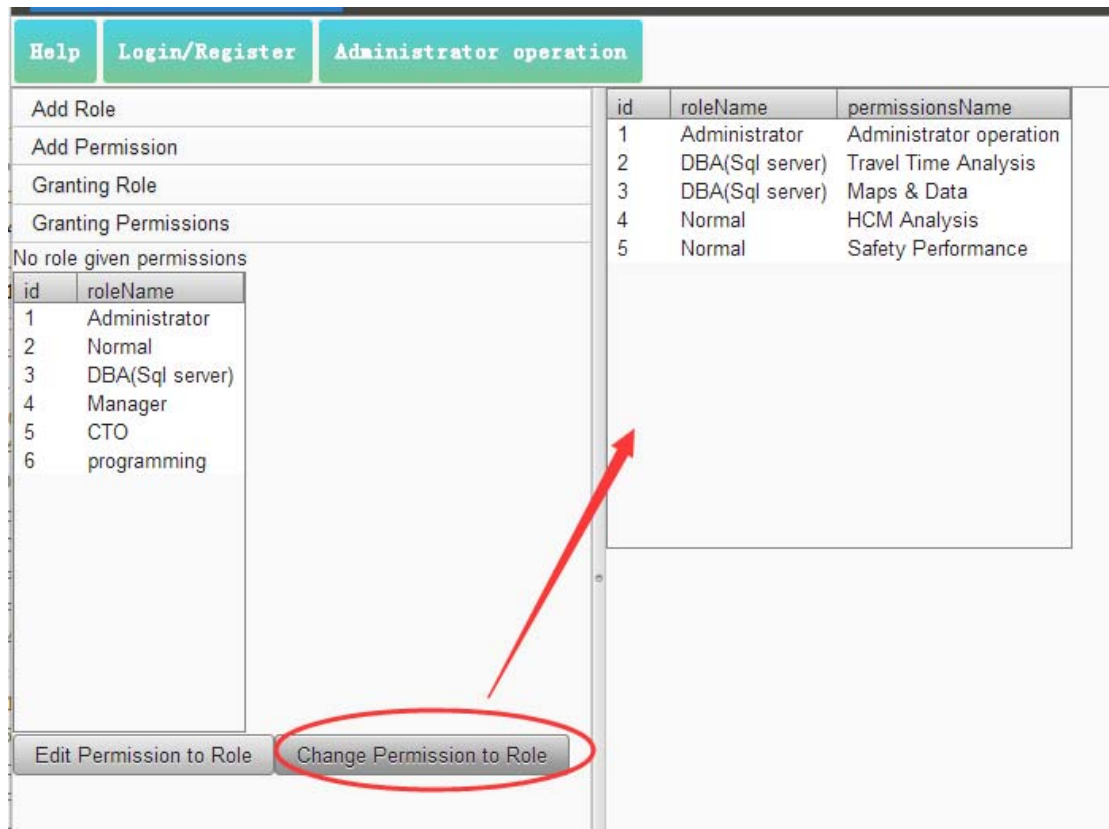 Help Login/Register Administrator operation
Add Role
Add Permission
Granting Role
Granting Permissions
No role given permissions
id roleName
1 Administrator
2 Normal
3 DBA(Sql server)
4 Manager
5 CTO
6 programming
Edit Permission to Role Change Permission to Role
id roleName permissionsName
1 Administrator Administrator operation
2 DBA(Sql server) Travel Time Analysis
3 DBA(Sql server) Maps & Data
4 Normal HCM Analysis
5 Normal Safety Performance